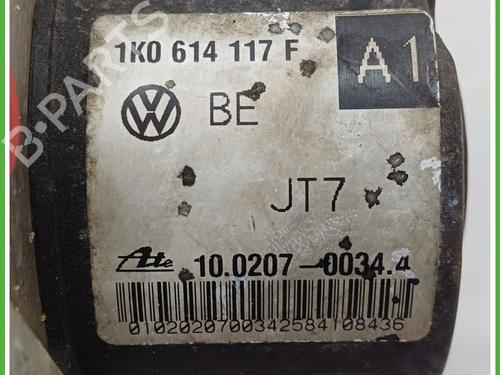 1K0 614 117 F
A1
BE
JT7
Ate 10.0207-0034.4
0102020700342584108436
B-Parts